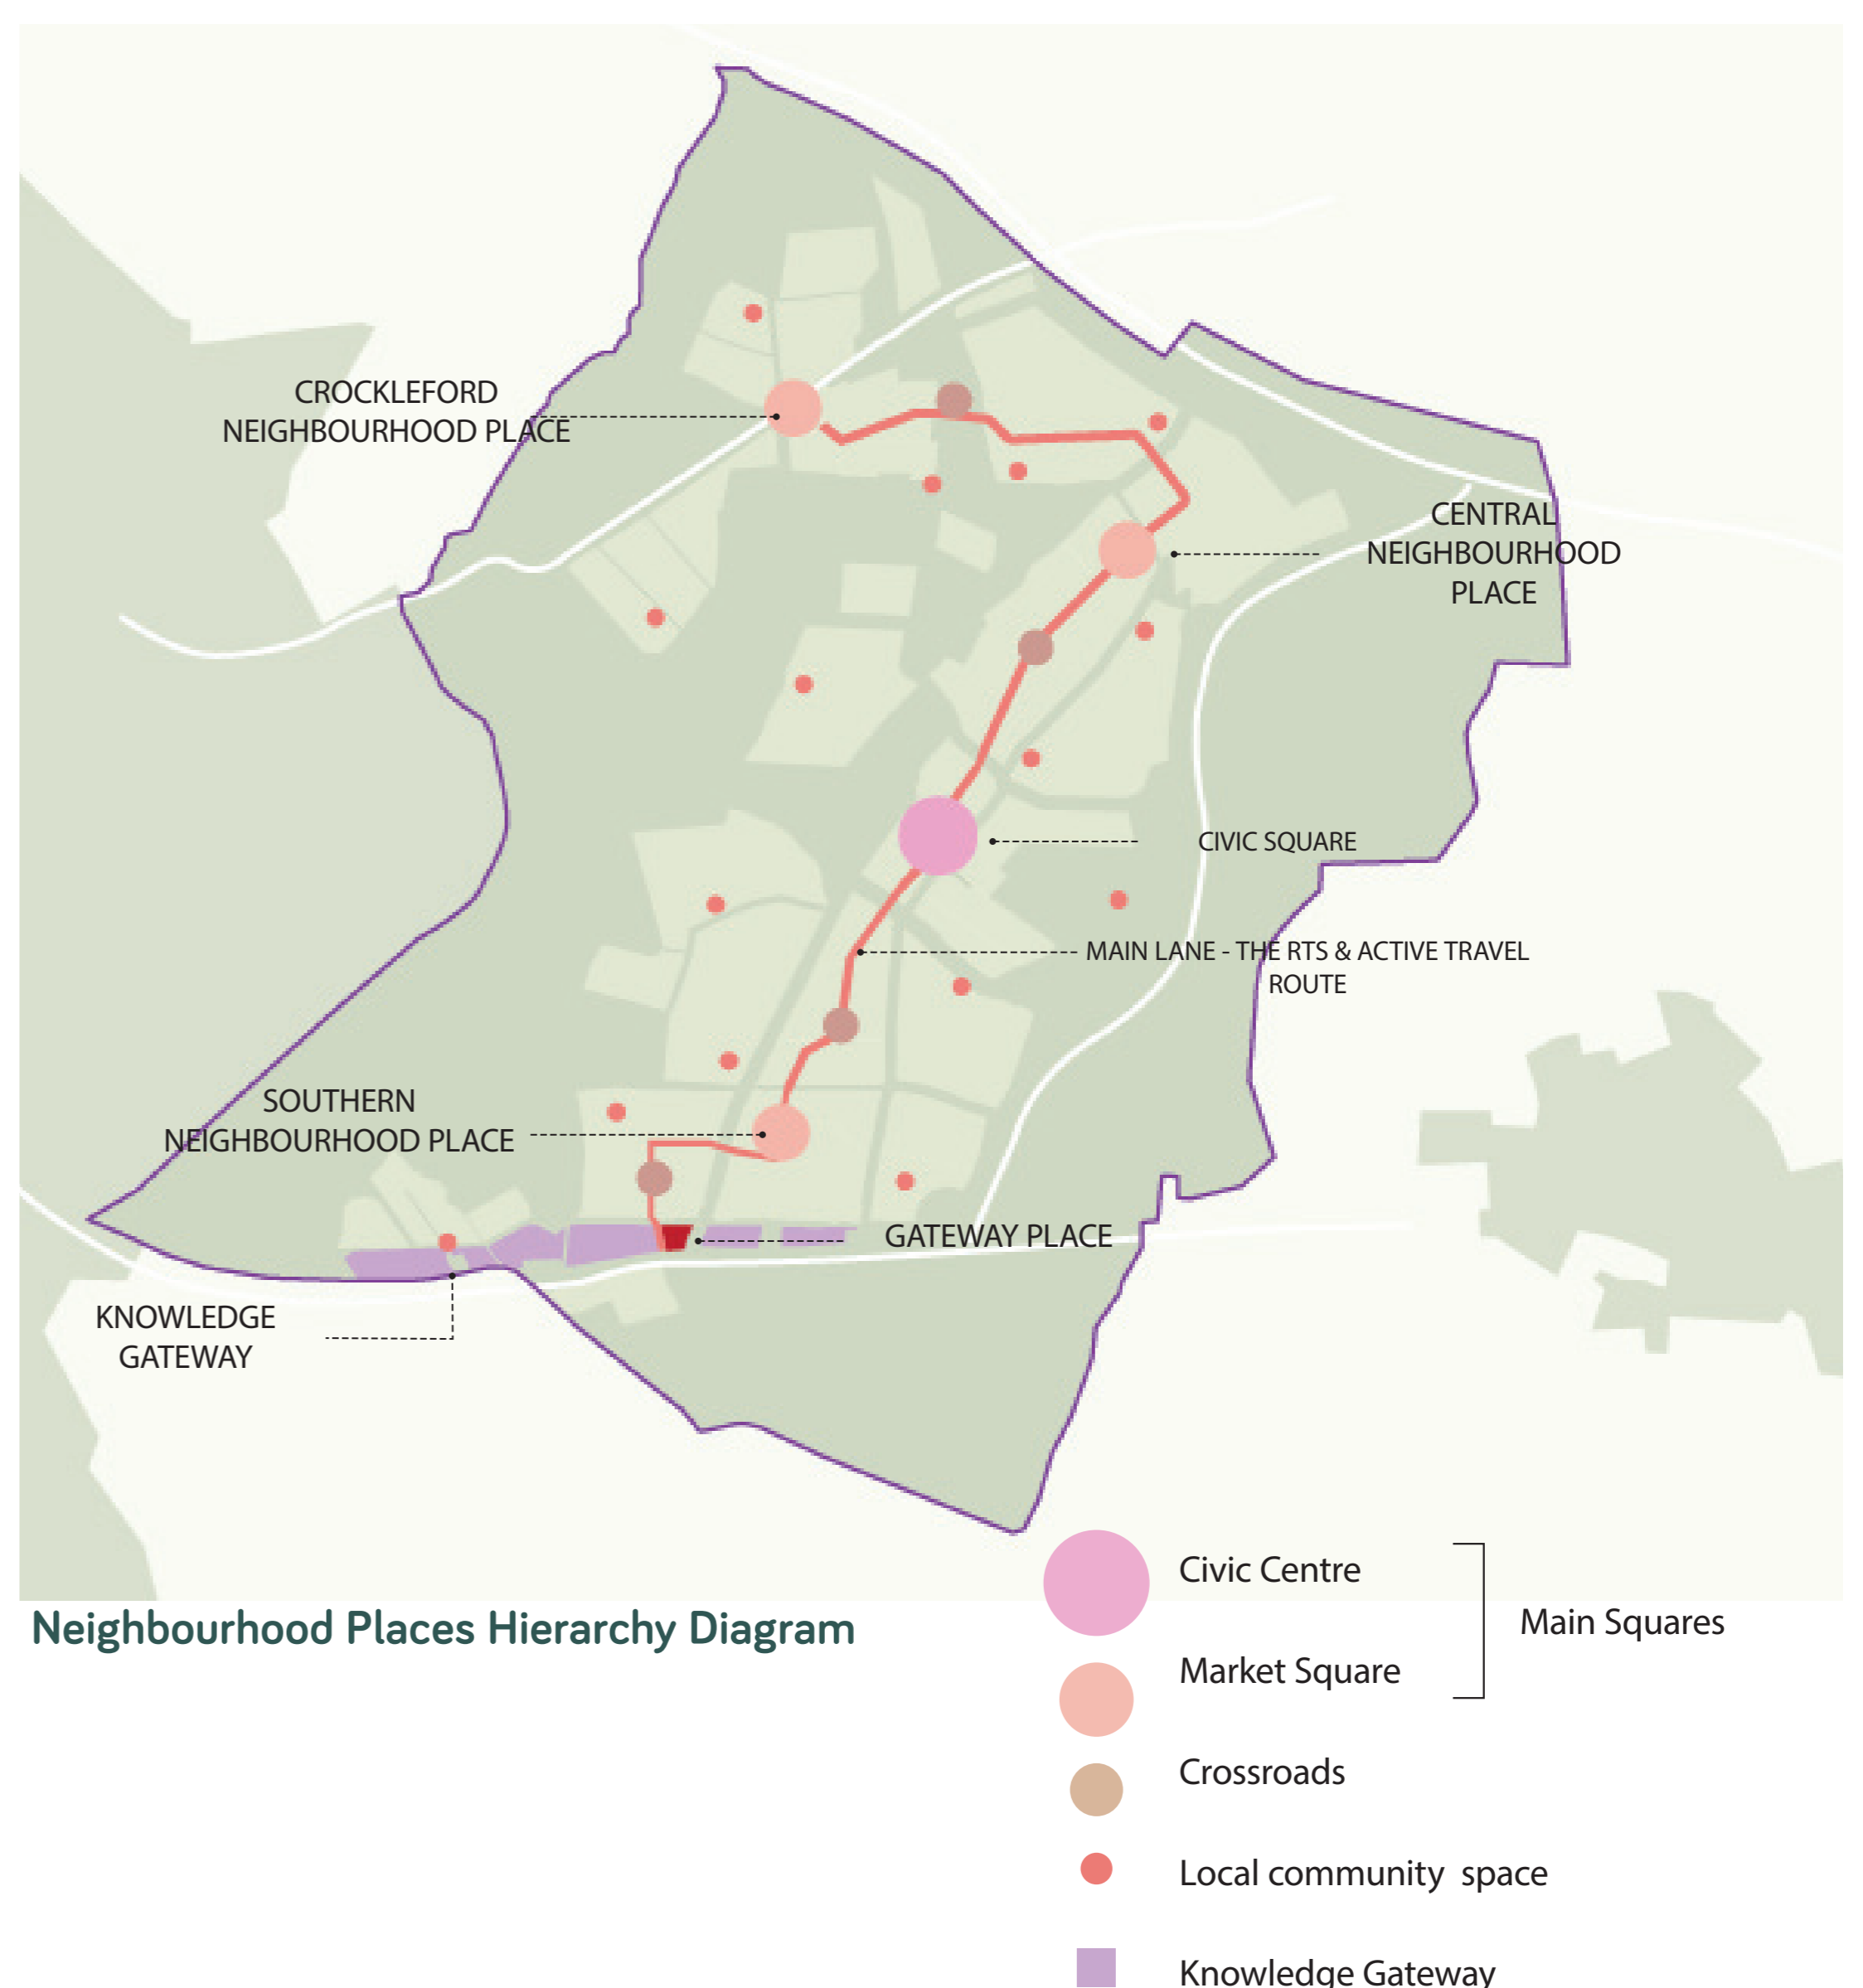 CROCKLEFORD
NEIGHBOURHOOD PLACE
CENTRAL
NEIGHBOURHOOD
PLACE
CIVIC SQUARE
MAIN LANE - THE RTS & ACTIVE TRAVEL
ROUTE
SOUTHERN
NEIGHBOURHOOD PLACE
GATEWAY PLACE
KNOWLEDGE
GATEWAY
Neighbourhood Places Hierarchy Diagram
Civic Centre
Main Squares
Market Square
Crossroads
Local community space
Knowledge Gateway